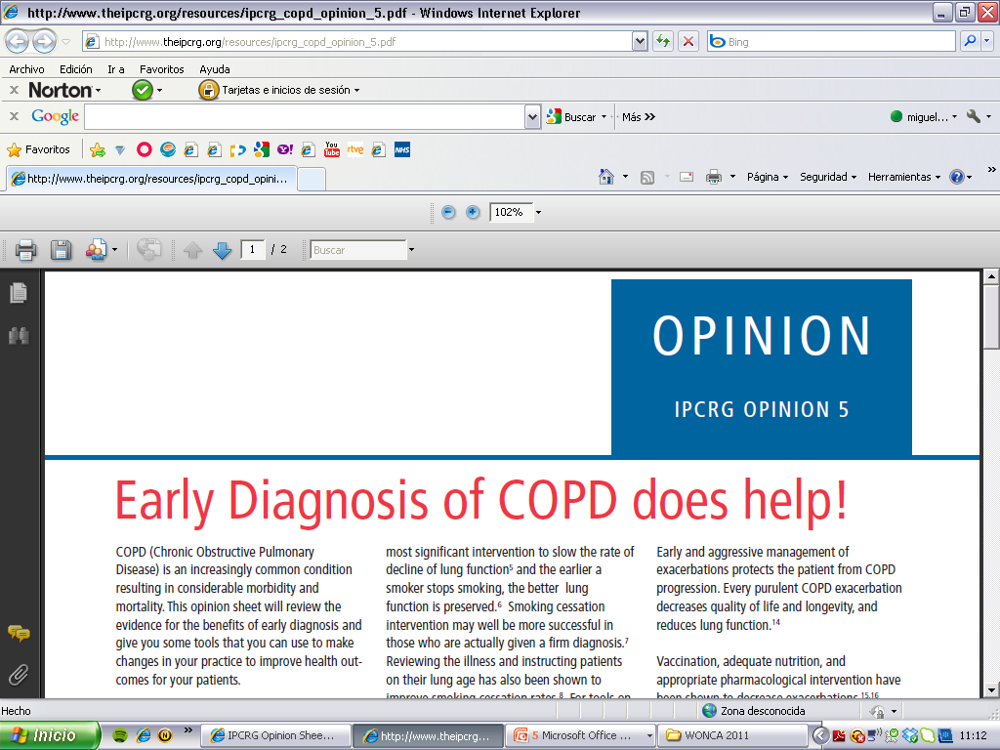 http://www.theipcrg.org/resources/ipcrg_copd_opinion_5.pdf - Windows Internet Explorer
http://www.theipcrg.org/resources/ipcrg_copd_opinion_5.pdf
Bing
Archivo Edición Ir a Favoritos Ayuda
x Norton Tarjetas e inicios de sesión
x Google Buscar Más >> miguel...
Favoritos You Tube rtve NHS
http://www.theipcrg.org/resources/ipcrg_copd_opini... Página Seguridad Herramientas >>
102%
1 / 2 Buscar
OPINION
IPCRG OPINION 5
Early Diagnosis of COPD does help!
COPD (Chronic Obstructive Pulmonary
Disease) is an increasingly common condition
resulting in considerable morbidity and
mortality. This opinion sheet will review the
evidence for the benefits of early diagnosis and
give you some tools that you can use to make
changes in your practice to improve health out-
comes for your patients.
most significant intervention to slow the rate of
decline of lung function5 and the earlier a
smoker stops smoking, the better lung
function is preserved.6 Smoking cessation
intervention may well be more successful in
those who are actually given a firm diagnosis.7
Reviewing the illness and instructing patients
on their lung age has also been shown to
improve smoking cessation rates.8 For tools on
Early and aggressive management of
exacerbations protects the patient from COPD
progression. Every purulent COPD exacerbation
decreases quality of life and longevity, and
reduces lung function.14
Vaccination, adequate nutrition, and
appropriate pharmacological intervention have
been shown to decrease exacerbations.15,16
Hecho Zona desconocida
Inicio >> IPCRG Opinion Shee... http://www.theipcrg... 5 Microsoft Office ... WONCA 2011 11:12